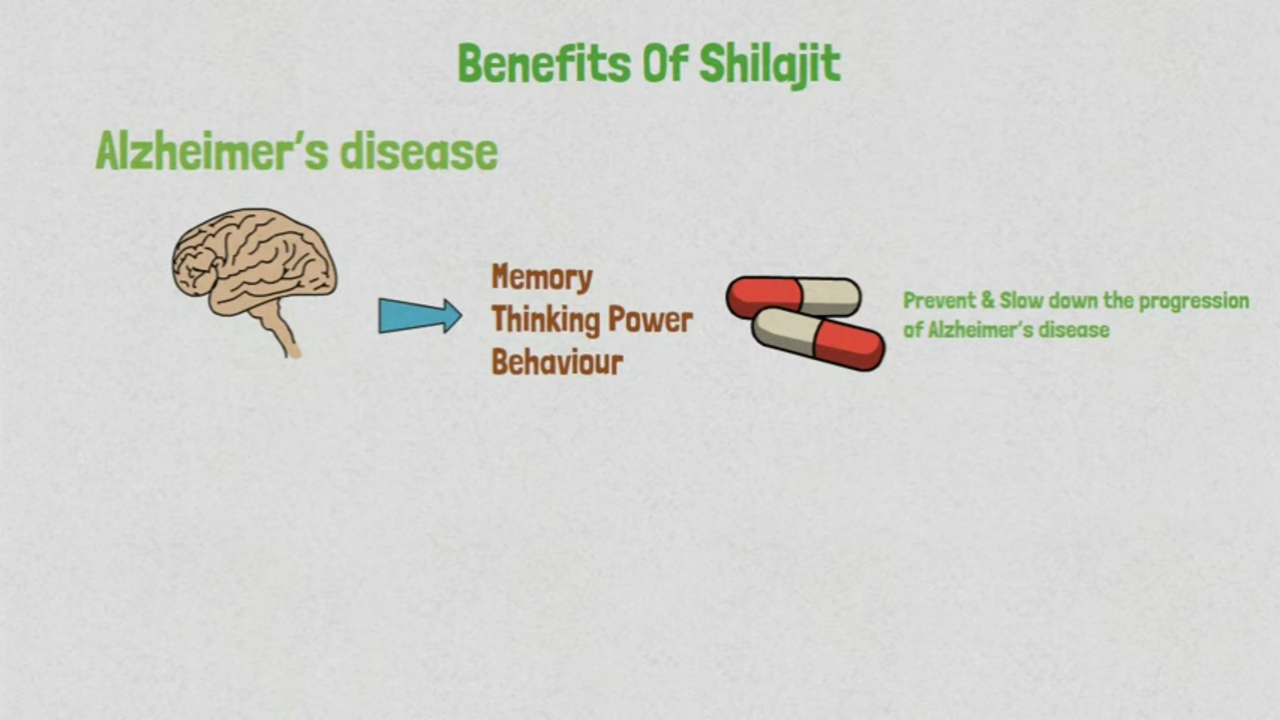 Benefits Of Shilajit
Alzheimer's disease
Memory
Thinking Power
Behaviour
Prevent & Slow down the progression
of Alzheimer's disease